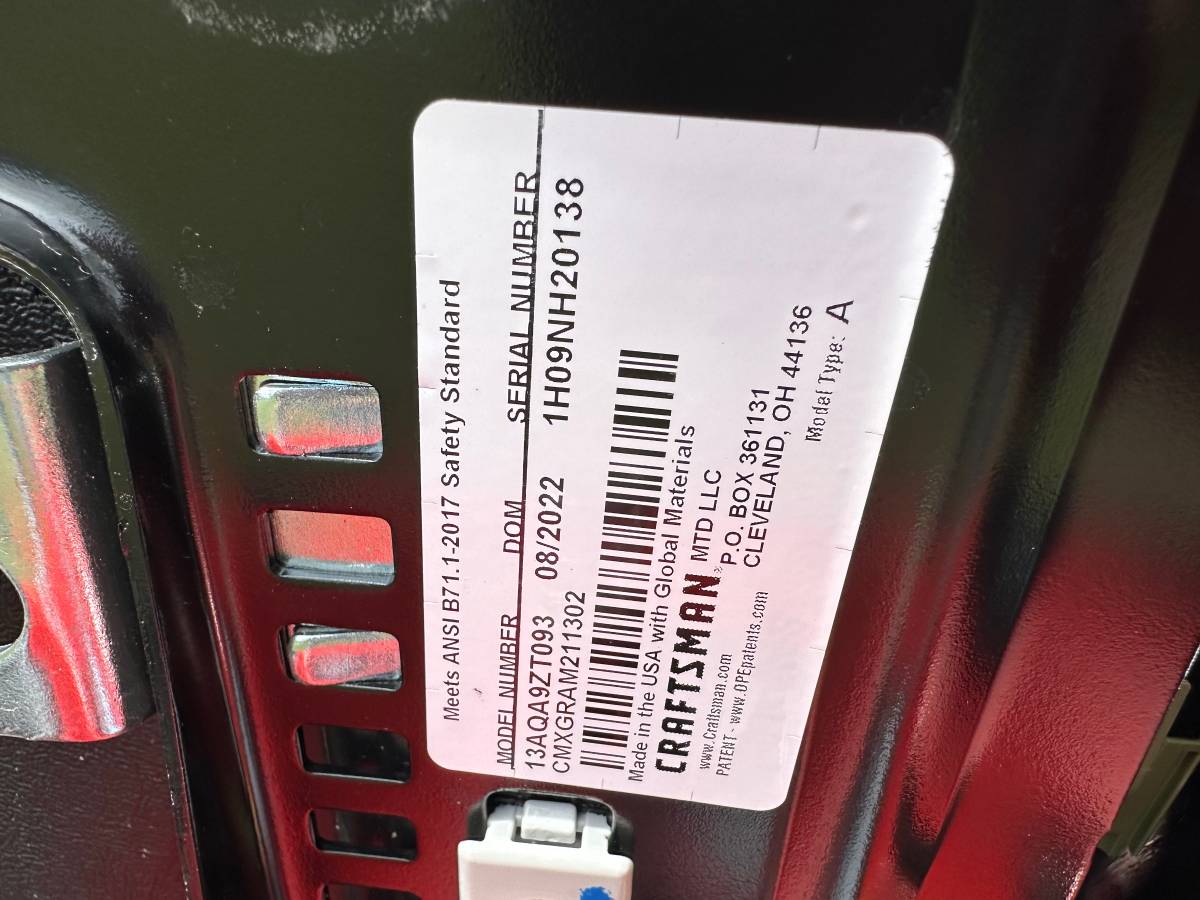 Meets ANSI B71.1-2017 Safety Standard
MODEL NUMBER DOM SERIAL NUMBER
13AQA9ZT093 08/2022 1H09NH20138
CMXGRAM211302
Made in the USA with Global Materials
CRAFTSMAN® MTD LLC
P.O. BOX 361131
CLEVELAND, OH 44136
www.Craftsman.com
PATENT - www.OPEpatents.com
Model Type: A